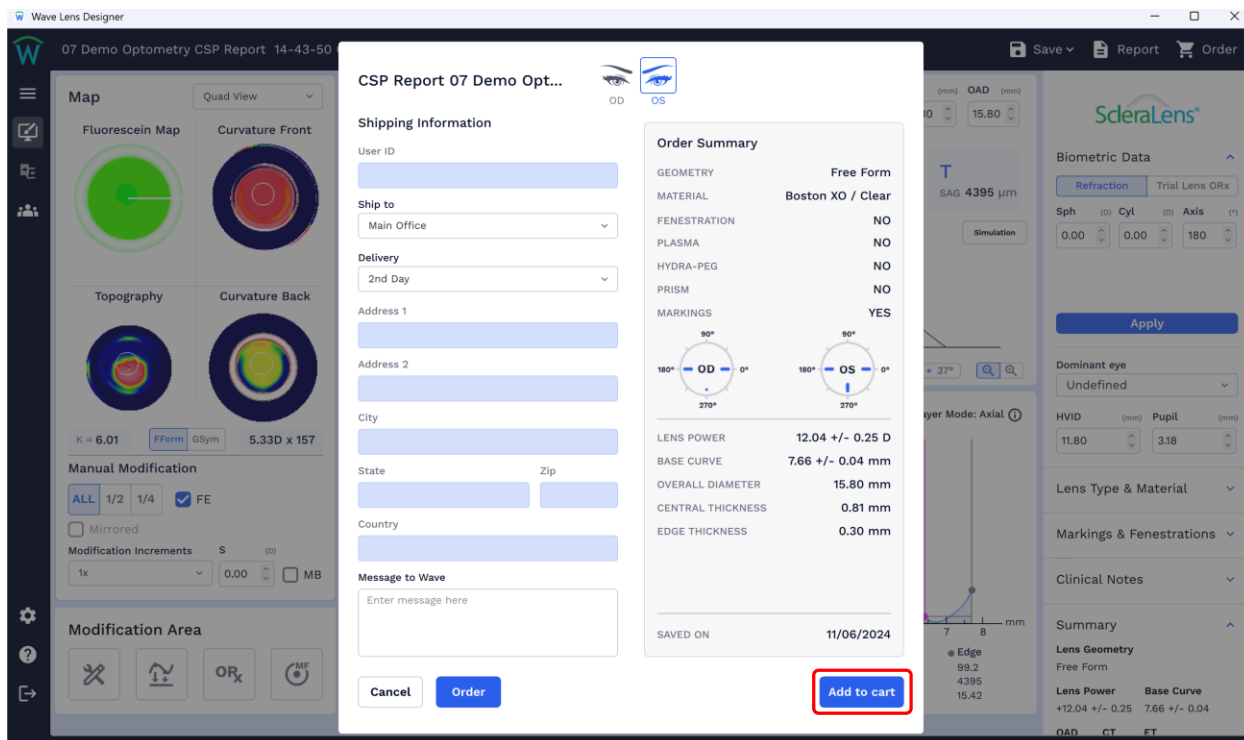 Wave Lens Designer
07 Demo Optometry CSP Report 14-43-50
Save
Report
Order
Map
Quad View
Fluorescein Map
Curvature Front
Topography
Curvature Back
K = 6.01
FForm
GSym
5.33D x 157
Manual Modification
ALL
1/2
1/4
FE
Mirrored
Modification Increments
S (D)
1x
0.00
MB
Modification Area
ORx
MF
CSP Report 07 Demo Opt...
OD
OS
Shipping Information
User ID
Ship to
Main Office
Delivery
2nd Day
Address 1
Address 2
City
State
Zip
Country
Message to Wave
Enter message here
Cancel
Order
Order Summary
GEOMETRY Free Form
MATERIAL Boston XO / Clear
FENESTRATION NO
PLASMA NO
HYDRA-PEG NO
PRISM NO
MARKINGS YES
90° 90°
180° OD 0° 180° OS 0°
270° 270°
LENS POWER 12.04 +/- 0.25 D
BASE CURVE 7.66 +/- 0.04 mm
OVERALL DIAMETER 15.80 mm
CENTRAL THICKNESS 0.81 mm
EDGE THICKNESS 0.30 mm
SAVED ON 11/06/2024
Add to cart
(mm) OAD (mm)
15.80
T
SAG 4395 µm
Simulation
37°
Mode: Axial
7 8 mm
Edge
99.2
4395
15.42
ScleraLens®
Biometric Data
Refraction
Trial Lens ORx
Sph (D) Cyl (D) Axis (°)
0.00 0.00 180
Apply
Dominant eye
Undefined
HVID (mm) Pupil (mm)
11.80 3.18
Lens Type & Material
Markings & Fenestrations
Clinical Notes
Summary
Lens Geometry
Free Form
Lens Power Base Curve
+12.04 +/- 0.25 7.66 +/- 0.04
OAD CT ET